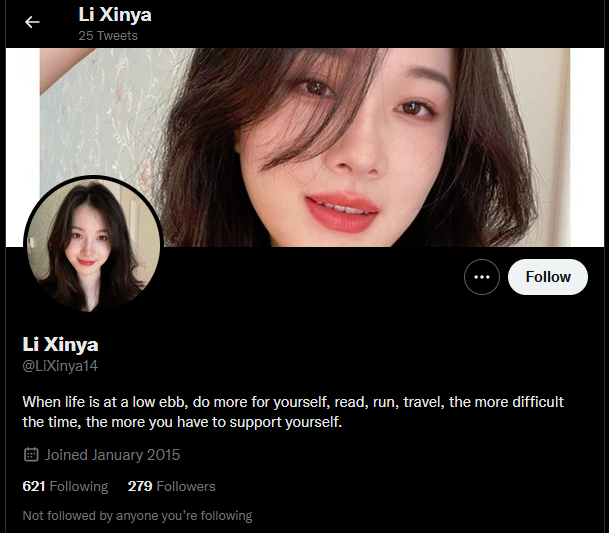 Li Xinya
25 Tweets
Follow
Li Xinya
@LiXinya14
When life is at a low ebb, do more for yourself, read, run, travel, the more difficult
the time, the more you have to support yourself.
Joined January 2015
621 Following 279 Followers
Not followed by anyone you're following